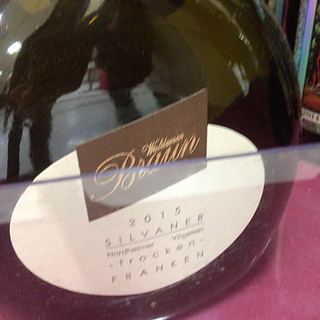 Waldemar
Braun
2015
SILVANER
Nordheimer Vögelein
-trocken-
FRANKEN